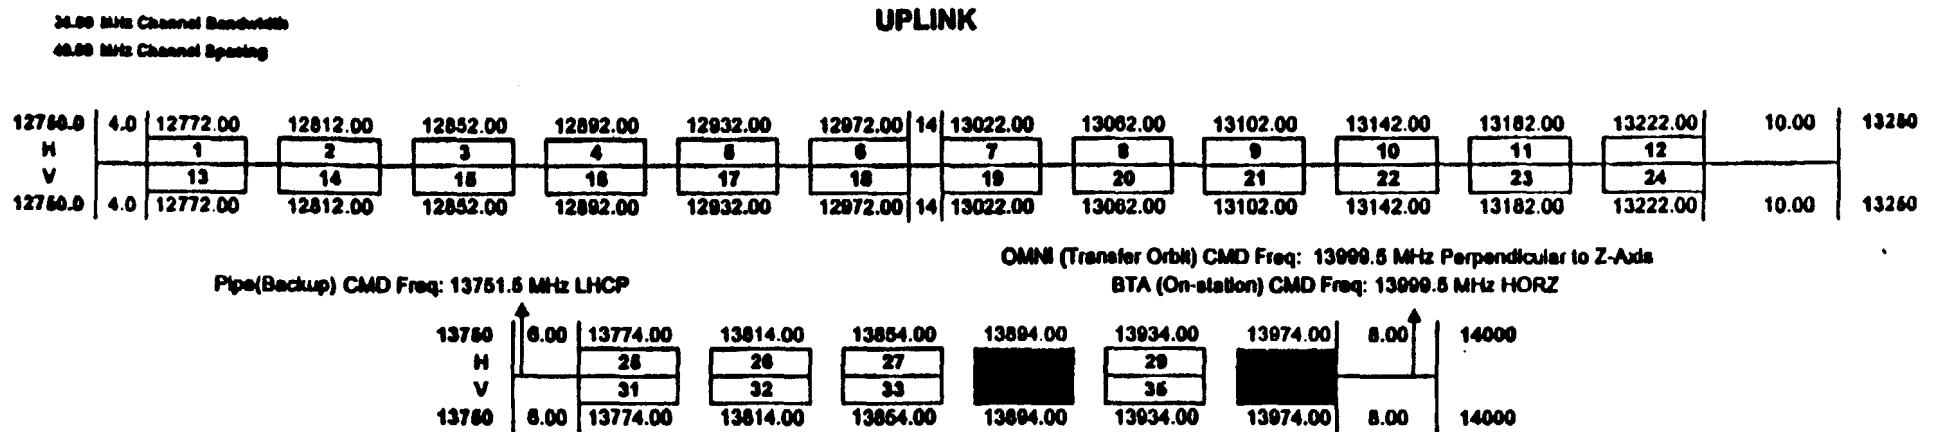 UPLINK
36.00 MHz Channel Bandwidth
40.00 MHz Channel Spacing
12750.0 4.0 12772.00 12812.00 12852.00 12892.00 12932.00 12972.00 14 13022.00 13062.00 13102.00 13142.00 13182.00 13222.00 10.00 13250
H 1 2 3 4 5 6 7 8 9 10 11 12
V 13 14 15 16 17 18 19 20 21 22 23 24
12750.0 4.0 12772.00 12812.00 12852.00 12892.00 12932.00 12972.00 14 13022.00 13062.00 13102.00 13142.00 13182.00 13222.00 10.00 13250
OMNI (Transfer Orbit) CMD Freq: 13999.5 MHz Perpendicular to Z-Axis
Pipe(Backup) CMD Freq: 13751.5 MHz LHCP
BTA (On-station) CMD Freq: 13999.5 MHz HORZ
13750 6.00 13774.00 13814.00 13854.00 13894.00 13934.00 13974.00 8.00 14000
H 25 26 27 29
V 31 32 33 35
13750 6.00 13774.00 13814.00 13854.00 13894.00 13934.00 13974.00 8.00 14000